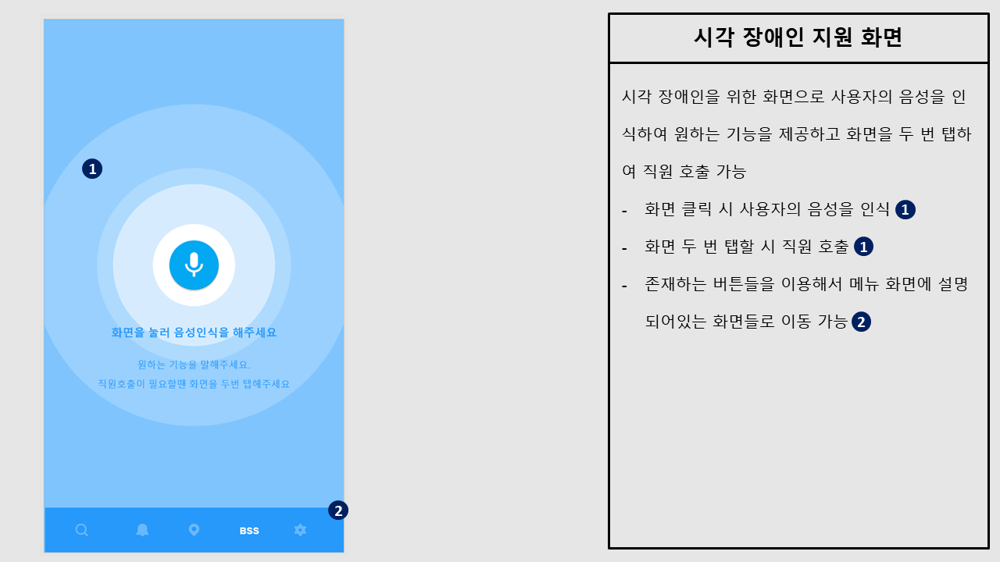 1
화면을 눌러 음성인식을 해주세요
원하는 기능을 말해주세요.
직원호출이 필요할땐 화면을 두번 탭해주세요
2
BSS
시각 장애인 지원 화면
시각 장애인을 위한 화면으로 사용자의 음성을 인
식하여 원하는 기능을 제공하고 화면을 두 번 탭하
여 직원 호출 가능
- 화면 클릭 시 사용자의 음성을 인식 1
- 화면 두 번 탭할 시 직원 호출 1
- 존재하는 버튼들을 이용해서 메뉴 화면에 설명
되어있는 화면들로 이동 가능 2